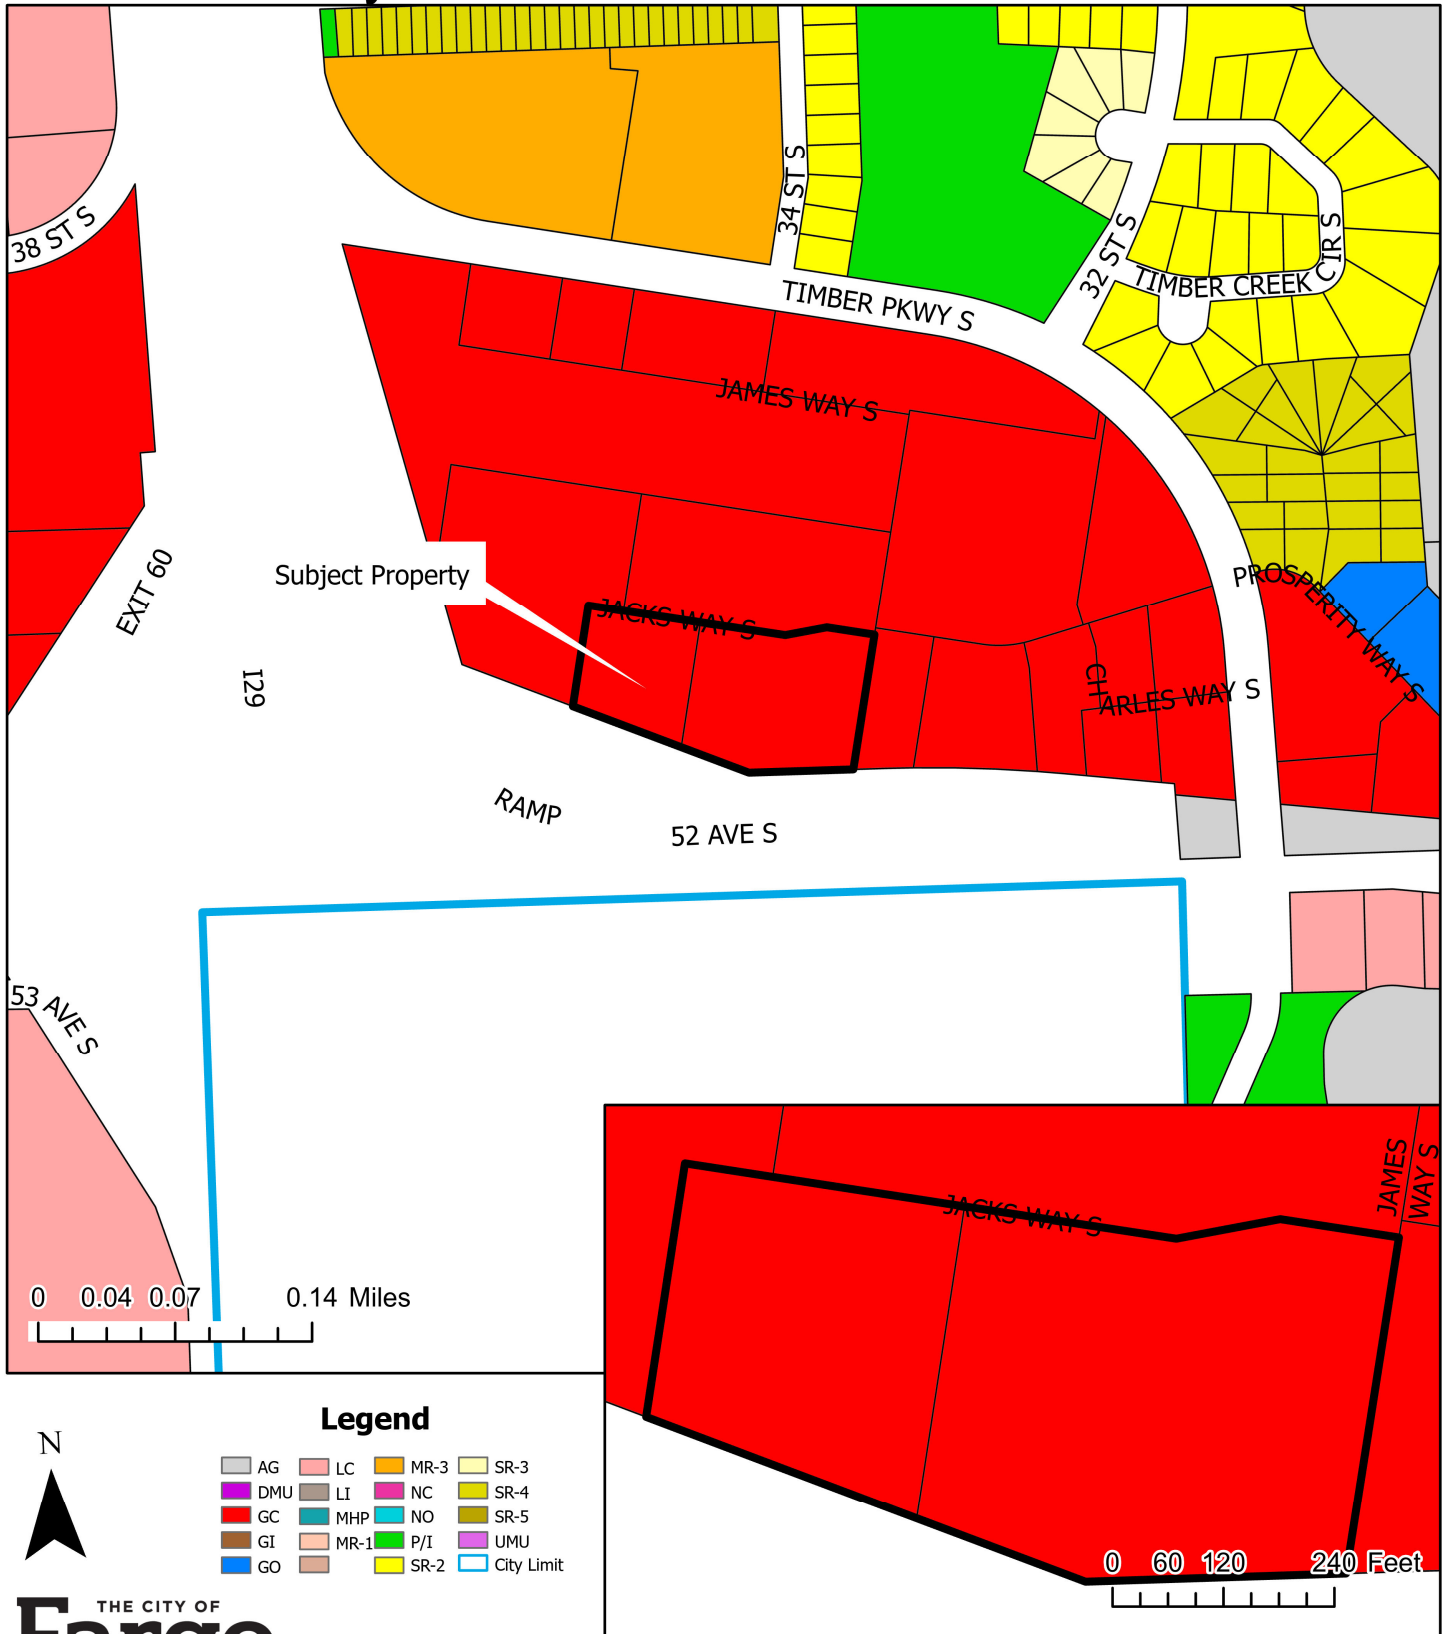 38 ST S
34 ST S
32 ST S
TIMBER CREEK CIR S
TIMBER PKWY S
JAMES WAY S
EXIT 60
Subject Property
JACKS WAY S
PROSPERITY WAY S
I29
CHARLES WAY S
RAMP
52 AVE S
53 AVE S
JAMES WAY S
JACKS WAY S
0 0.04 0.07 0.14 Miles
Legend
N
AG LC MR-3 SR-3
DMU LI NC SR-4
GC MHP NO SR-5
GI MR-1 P/I UMU
GO SR-2 City Limit
0 60 120 240 Feet
THE CITY OF
Fargo